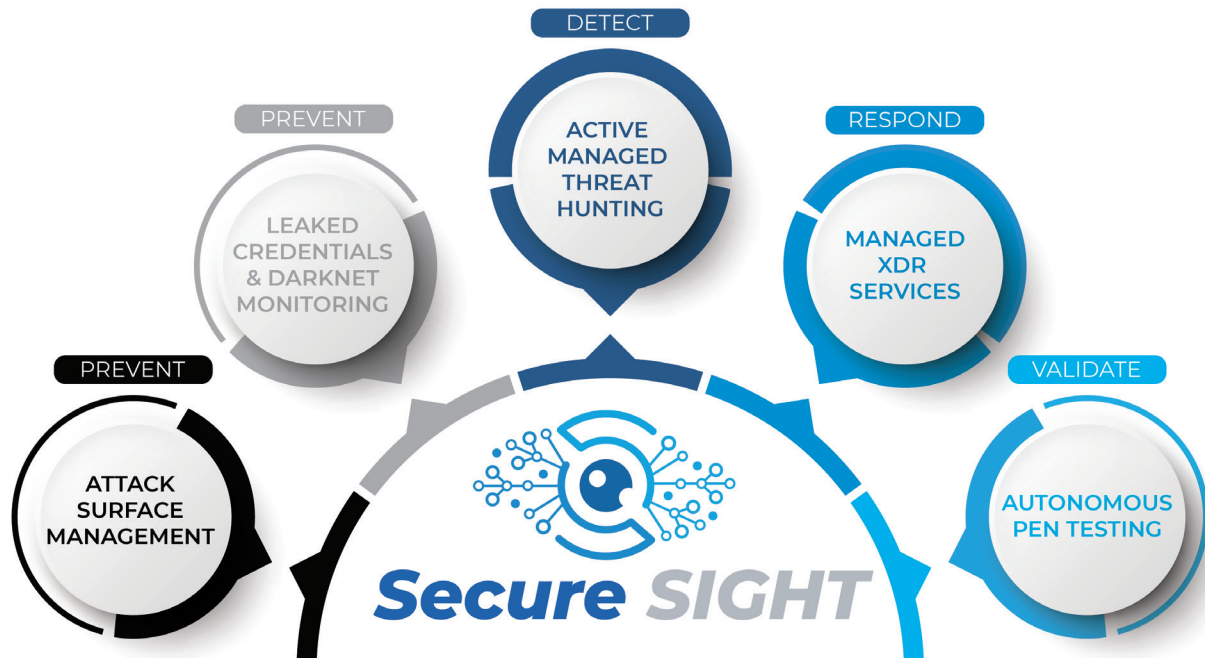 PREVENT
ATTACK
SURFACE
MANAGEMENT
PREVENT
LEAKED
CREDENTIALS
& DARKNET
MONITORING
DETECT
ACTIVE
MANAGED
THREAT
HUNTING
RESPOND
MANAGED
XDR
SERVICES
VALIDATE
AUTONOMOUS
PEN TESTING
Secure SIGHT